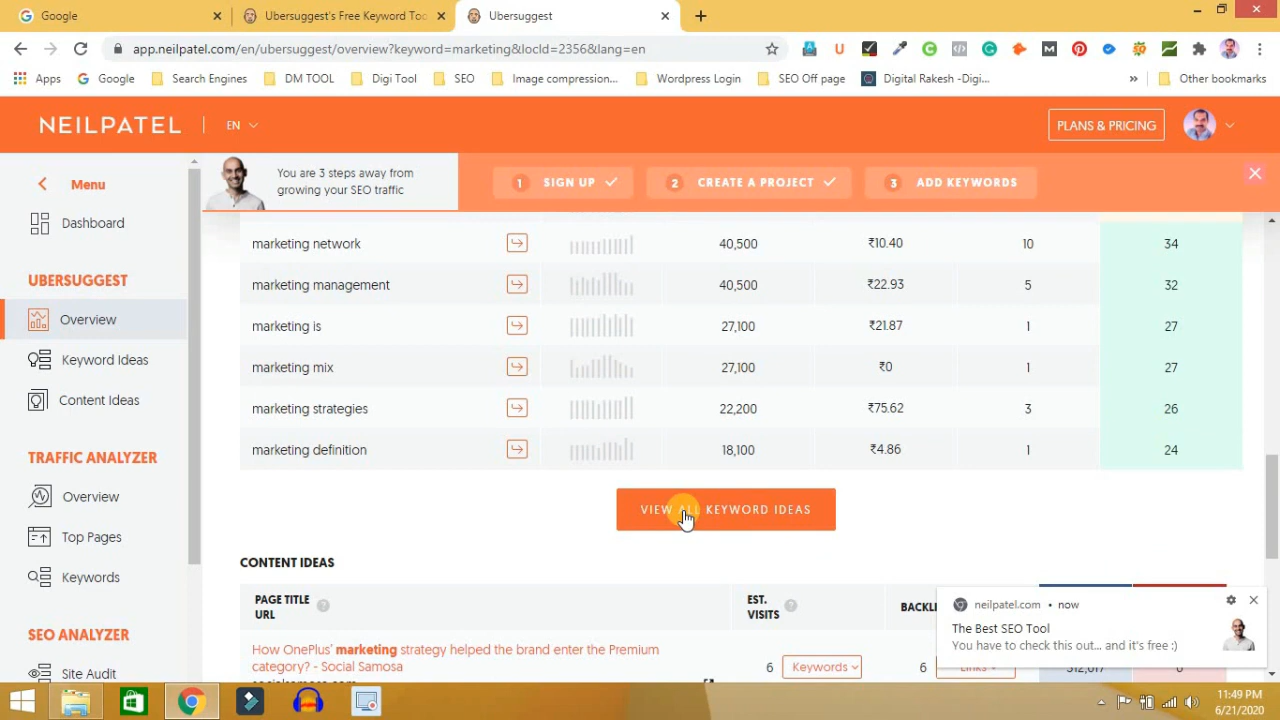 Google
Ubersuggest's Free Keyword Too
Ubersuggest
app.neilpatel.com/en/ubersuggest/overview?keyword=marketing&locId=2356&lang=en
Apps
Google
Search Engines
DM TOOL
Digi Tool
SEO
Image compression...
Wordpress Login
SEO Off page
Digital Rakesh -Digi...
»
Other bookmarks
NEILPATEL
EN
PLANS & PRICING
You are 3 steps away from
growing your SEO traffic
1 SIGN UP
2 CREATE A PROJECT
3 ADD KEYWORDS
Menu
Dashboard
UBERSUGGEST
Overview
Keyword Ideas
Content Ideas
TRAFFIC ANALYZER
Overview
Top Pages
Keywords
SEO ANALYZER
Site Audit
marketing network 40,500 ₹10.40 10 34
marketing management 40,500 ₹22.93 5 32
marketing is 27,100 ₹21.87 1 27
marketing mix 27,100 ₹0 1 27
marketing strategies 22,200 ₹75.62 3 26
marketing definition 18,100 ₹4.86 1 24
VIEW ALL KEYWORD IDEAS
CONTENT IDEAS
PAGE TITLE
URL
EST.
VISITS
BACKLI
How OnePlus' marketing strategy helped the brand enter the Premium
category? - Social Samosa
6 Keywords
6
neilpatel.com • now
The Best SEO Tool
You have to check this out... and it's free :)
11:49 PM
6/21/2020